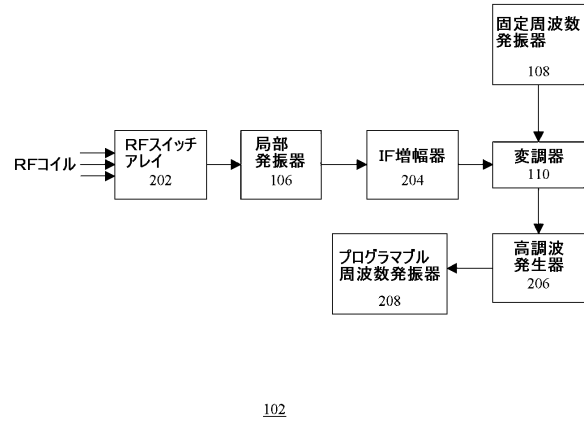 固定周波数
発振器
108
RFコイル
RFスイッチ
アレイ
202
局部
発振器
106
IF増幅器
204
変調器
110
プログラマブル
周波数発振器
208
高調波
発生器
206
102